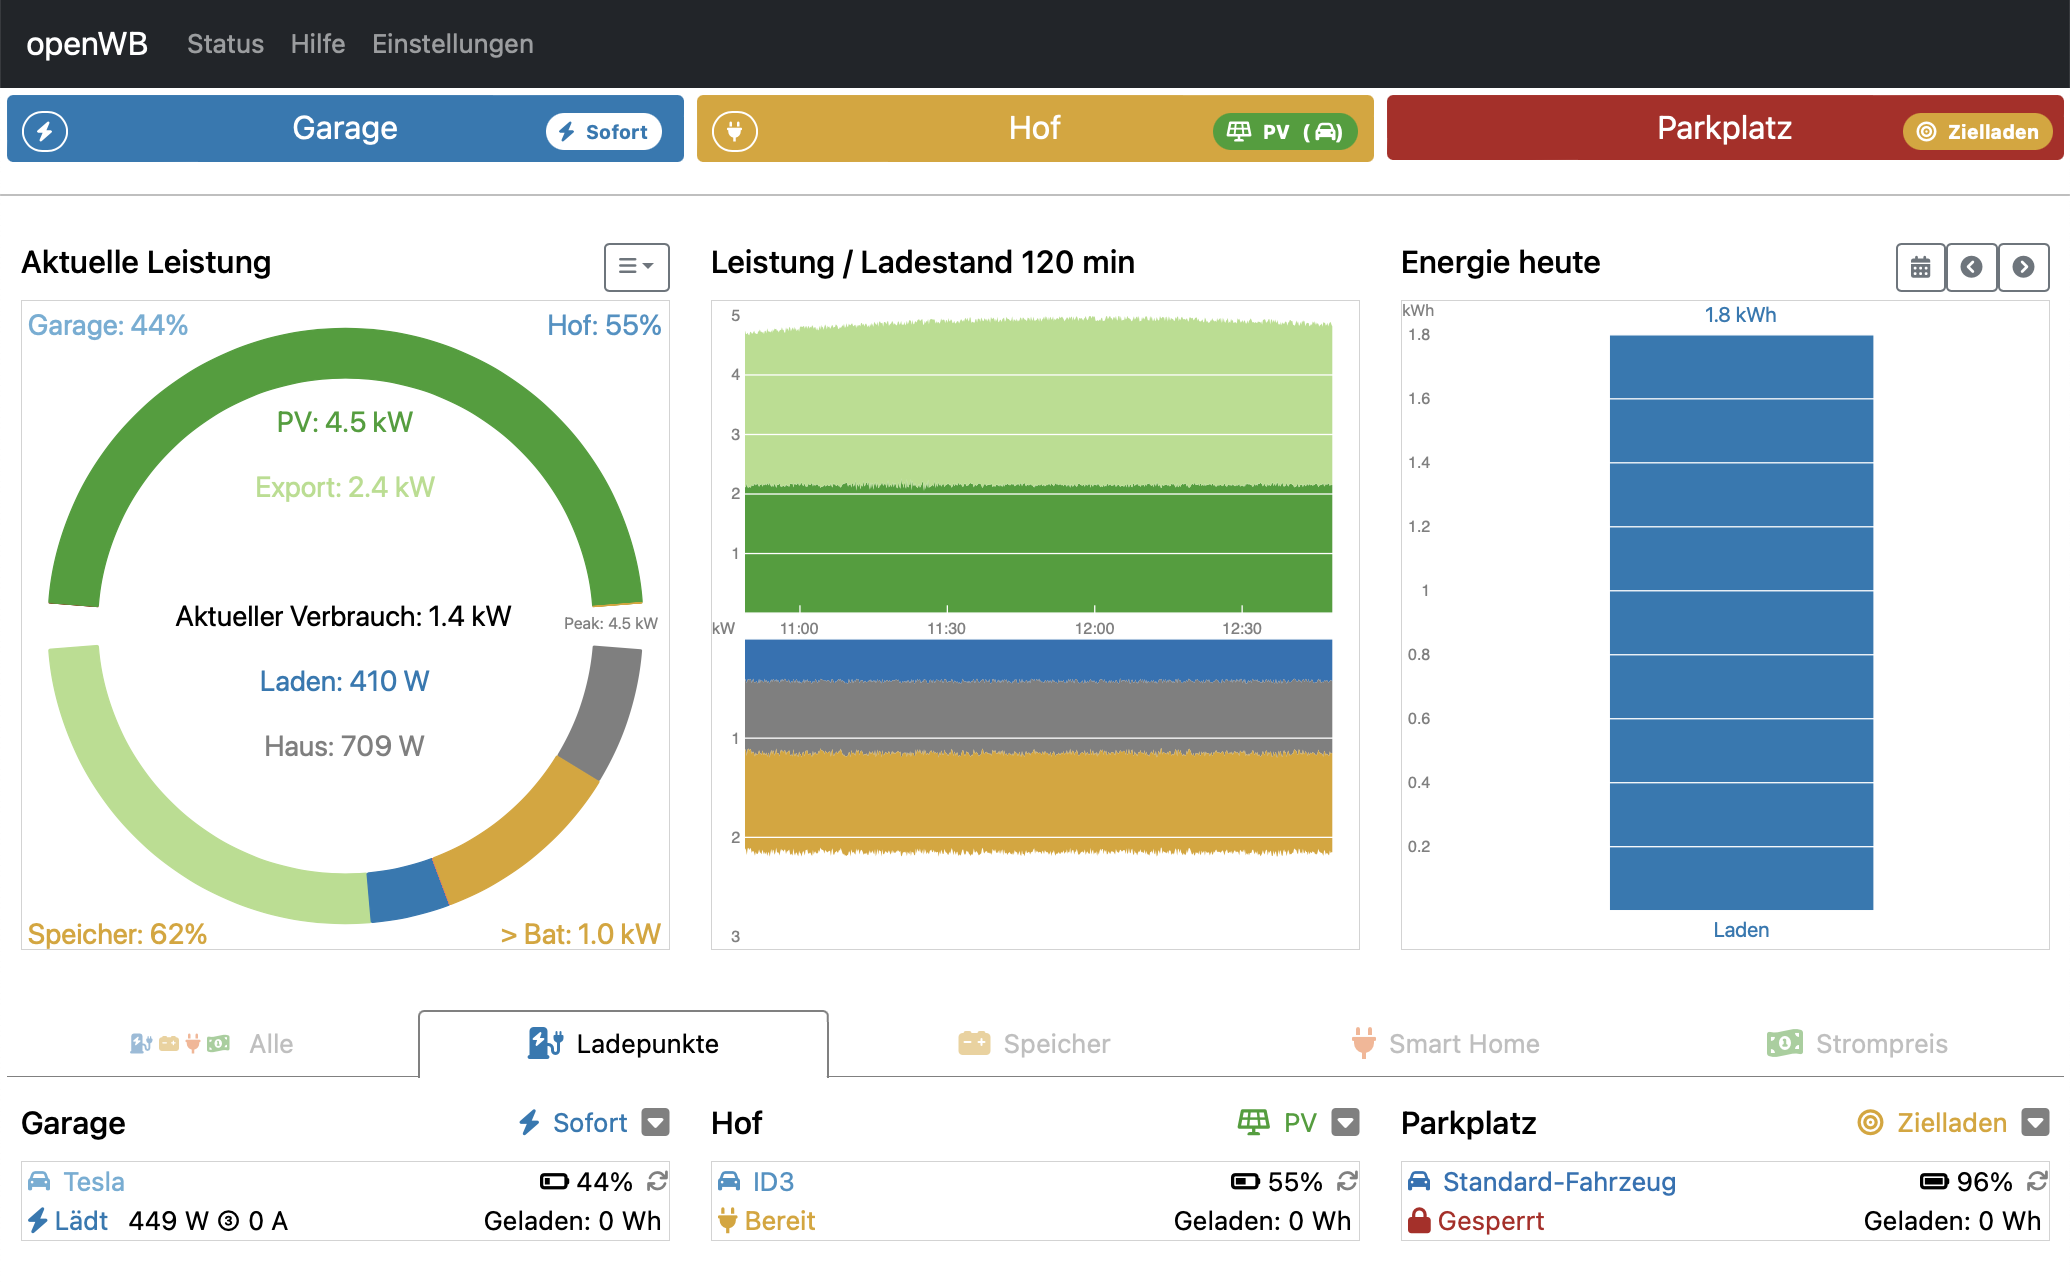 openWB Status Hilfe Einstellungen
Garage Sofort
Hof PV ( )
Parkplatz Zielladen
Aktuelle Leistung
Garage: 44% Hof: 55%
PV: 4.5 kW
Export: 2.4 kW
Aktueller Verbrauch: 1.4 kW
Peak: 4.5 kW
Laden: 410 W
Haus: 709 W
Speicher: 62% > Bat: 1.0 kW
Leistung / Ladestand 120 min
5
4
3
2
1
kW 11:00 11:30 12:00 12:30
1
2
3
Energie heute
kWh
1.8 kWh
1.8
1.6
1.4
1.2
1
0.8
0.6
0.4
0.2
Laden
Alle Ladepunkte Speicher Smart Home Strompreis
Garage Sofort
Tesla 44%
Lädt 449 W 3 0 A Geladen: 0 Wh
Hof PV
ID3 55%
Bereit Geladen: 0 Wh
Parkplatz Zielladen
Standard-Fahrzeug 96%
Gesperrt Geladen: 0 Wh